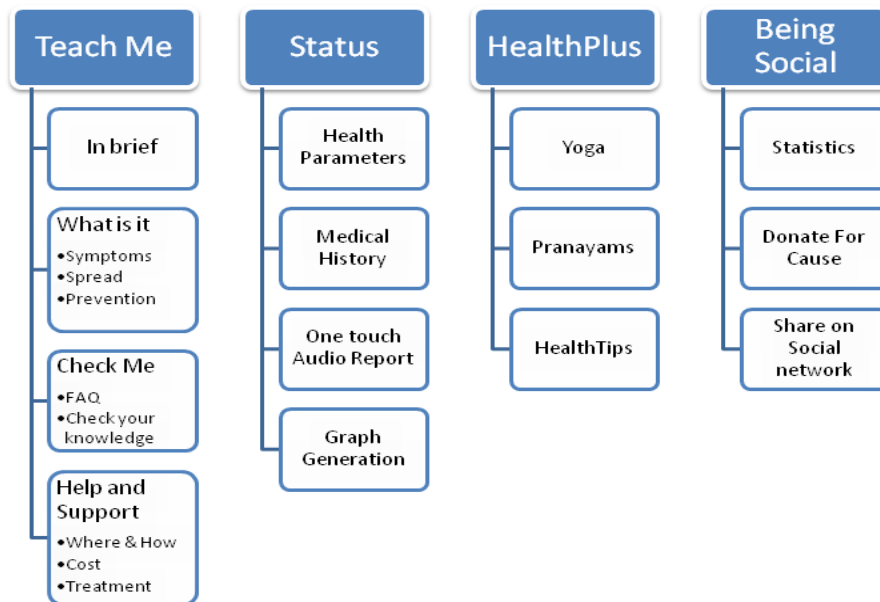 Teach Me
In brief
What is it
•Symptoms
•Spread
•Prevention
Check Me
•FAQ
•Check your
knowledge
Help and
Support
•Where & How
•Cost
•Treatment
Status
Health
Parameters
Medical
History
One touch
Audio Report
Graph
Generation
HealthPlus
Yoga
Pranayams
HealthTips
Being
Social
Statistics
Donate For
Cause
Share on
Social
network